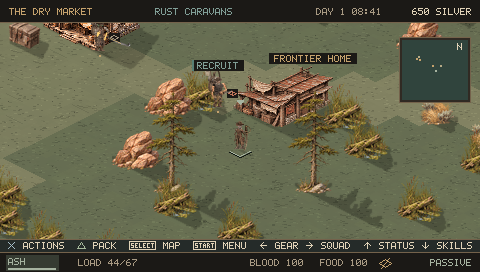 THE DRY MARKET RUST CARAVANS DAY 1 08:41 650 SILVER
N
FRONTIER HOME
RECRUIT
ACTIONS PACK SELECT MAP START MENU GEAR SQUAD STATUS SKILLS
ASH LOAD 44/67 BLOOD 100 FOOD 100 PASSIVE